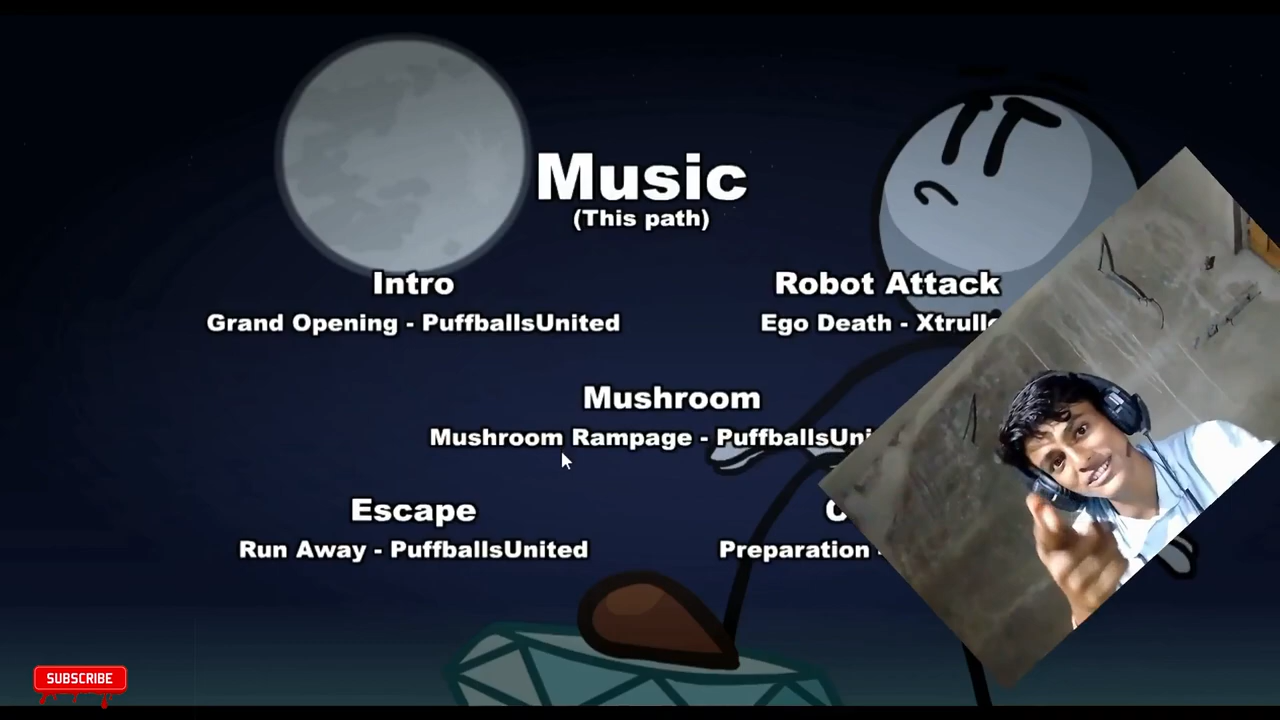 Music
(This path)
Intro
Robot Attack
Grand Opening - PuffballsUnited
Ego Death -
Mushroom
Mushroom Rampage -
Escape
Run Away - PuffballsUnited
Preparation -
SUBSCRIBE